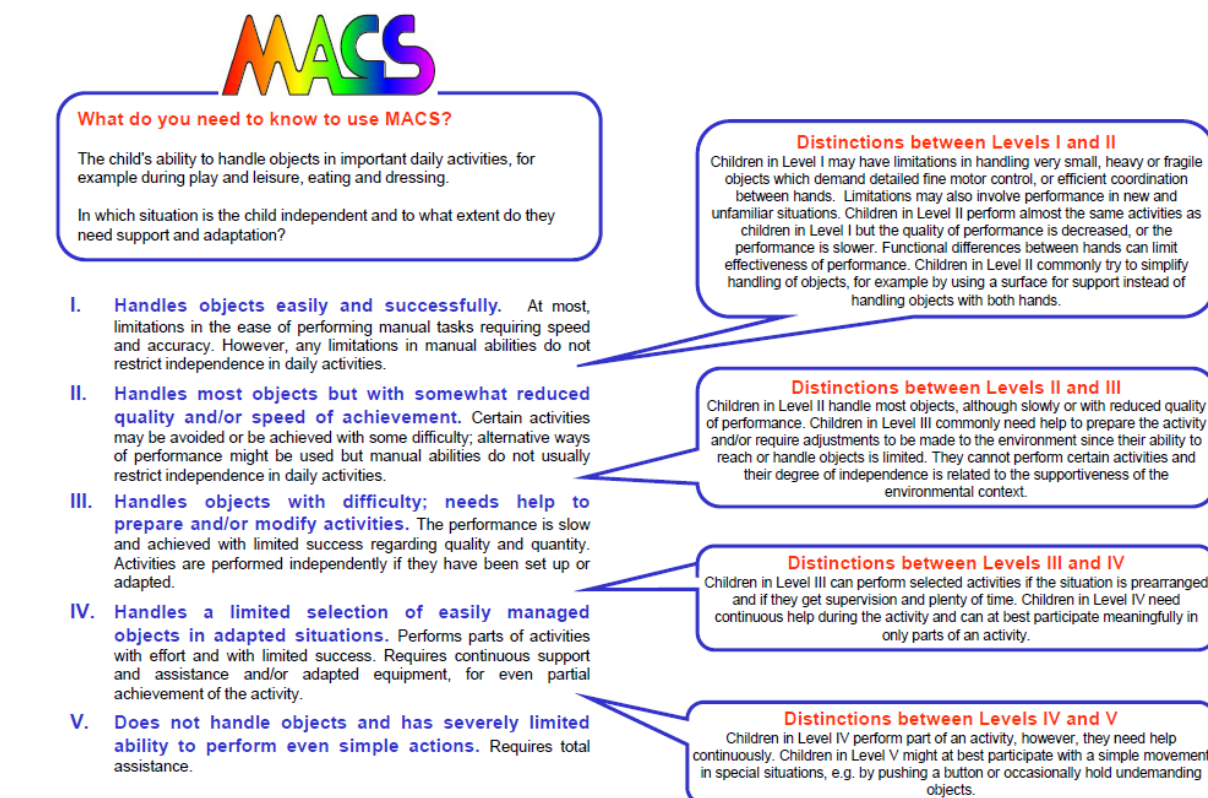 MACS
What do you need to know to use MACS?
The child's ability to handle objects in important daily activities, for
example during play and leisure, eating and dressing.
In which situation is the child independent and to what extent do they
need support and adaptation?
I. Handles objects easily and successfully. At most,
limitations in the ease of performing manual tasks requiring speed
and accuracy. However, any limitations in manual abilities do not
restrict independence in daily activities.
II. Handles most objects but with somewhat reduced
quality and/or speed of achievement. Certain activities
may be avoided or be achieved with some difficulty; alternative ways
of performance might be used but manual abilities do not usually
restrict independence in daily activities.
III. Handles objects with difficulty; needs help to
prepare and/or modify activities. The performance is slow
and achieved with limited success regarding quality and quantity.
Activities are performed independently if they have been set up or
adapted.
IV. Handles a limited selection of easily managed
objects in adapted situations. Performs parts of activities
with effort and with limited success. Requires continuous support
and assistance and/or adapted equipment, for even partial
achievement of the activity.
V. Does not handle objects and has severely limited
ability to perform even simple actions. Requires total
assistance.
Distinctions between Levels I and II
Children in Level I may have limitations in handling very small, heavy or fragile
objects which demand detailed fine motor control, or efficient coordination
between hands. Limitations may also involve performance in new and
unfamiliar situations. Children in Level II perform almost the same activities as
children in Level I but the quality of performance is decreased, or the
performance is slower. Functional differences between hands can limit
effectiveness of performance. Children in Level II commonly try to simplify
handling of objects, for example by using a surface for support instead of
handling objects with both hands.
Distinctions between Levels II and III
Children in Level II handle most objects, although slowly or with reduced quality
of performance. Children in Level III commonly need help to prepare the activity
and/or require adjustments to be made to the environment since their ability to
reach or handle objects is limited. They cannot perform certain activities and
their degree of independence is related to the supportiveness of the
environmental context.
Distinctions between Levels III and IV
Children in Level III can perform selected activities if the situation is prearranged
and if they get supervision and plenty of time. Children in Level IV need
continuous help during the activity and can at best participate meaningfully in
only parts of an activity.
Distinctions between Levels IV and V
Children in Level IV perform part of an activity, however, they need help
continuously. Children in Level V might at best participate with a simple movement
in special situations, e.g. by pushing a button or occasionally hold undemanding
objects.